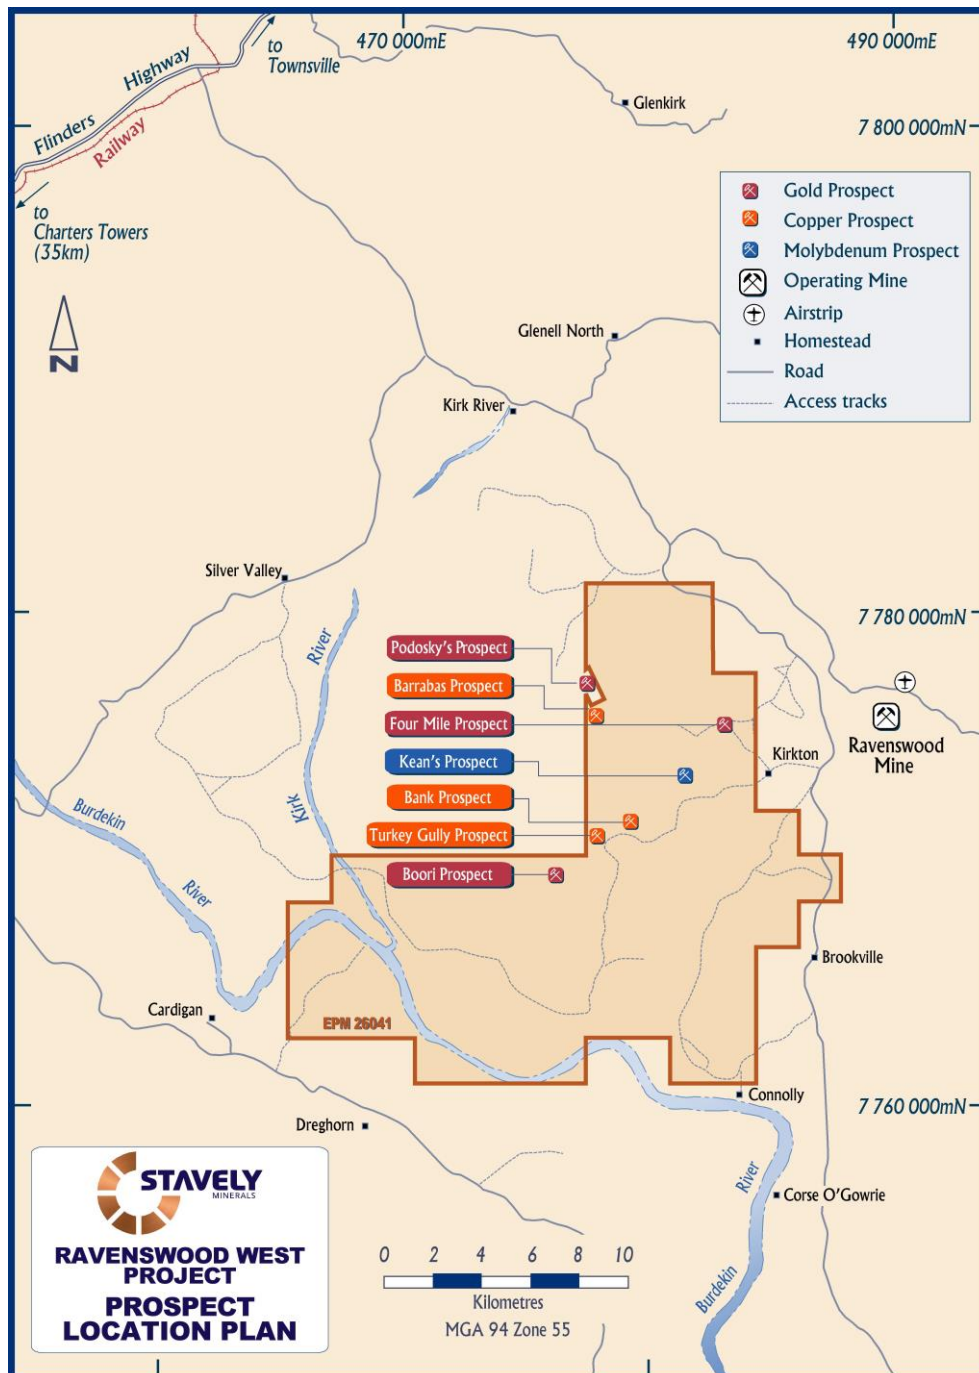 470 000mE
490 000mE
to
Townsville
Flinders Highway
Railway
Glenkirk
7 800 000mN
to
Charters Towers
(35km)
Gold Prospect
Copper Prospect
Molybdenum Prospect
Operating Mine
Airstrip
Homestead
Road
Access tracks
N
Glenell North
Kirk River
Silver Valley
7 780 000mN
Kirk River
Podosky's Prospect
Barrabas Prospect
Four Mile Prospect
Kean's Prospect
Bank Prospect
Turkey Gully Prospect
Boori Prospect
Ravenswood
Mine
Kirkton
Burdekin River
Brookville
Cardigan
EPM 26041
Connolly
7 760 000mN
Dreghorn
Corse O'Gowrie
Burdekin River
STAVELY
MINERALS
RAVENSWOOD WEST
PROJECT
PROSPECT
LOCATION PLAN
0 2 4 6 8 10
Kilometres
MGA 94 Zone 55